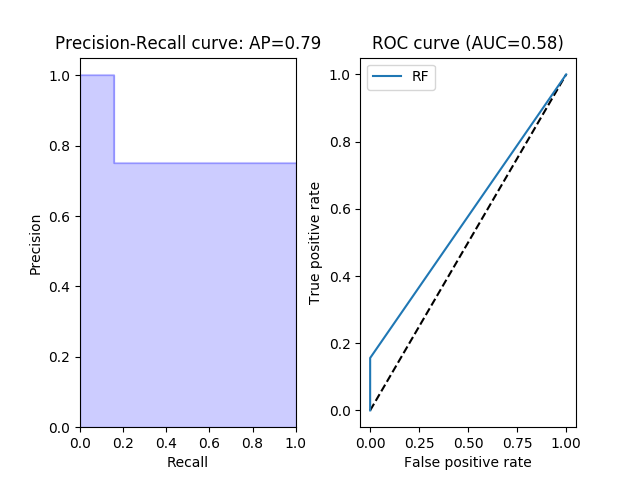 Precision-Recall curve: AP=0.79
1.0
0.8
0.6
0.4
0.2
0.0
Precision
0.0 0.2 0.4 0.6 0.8 1.0
Recall
ROC curve (AUC=0.58)
RF
1.0
0.8
0.6
0.4
0.2
0.0
True positive rate
0.00 0.25 0.50 0.75 1.00
False positive rate